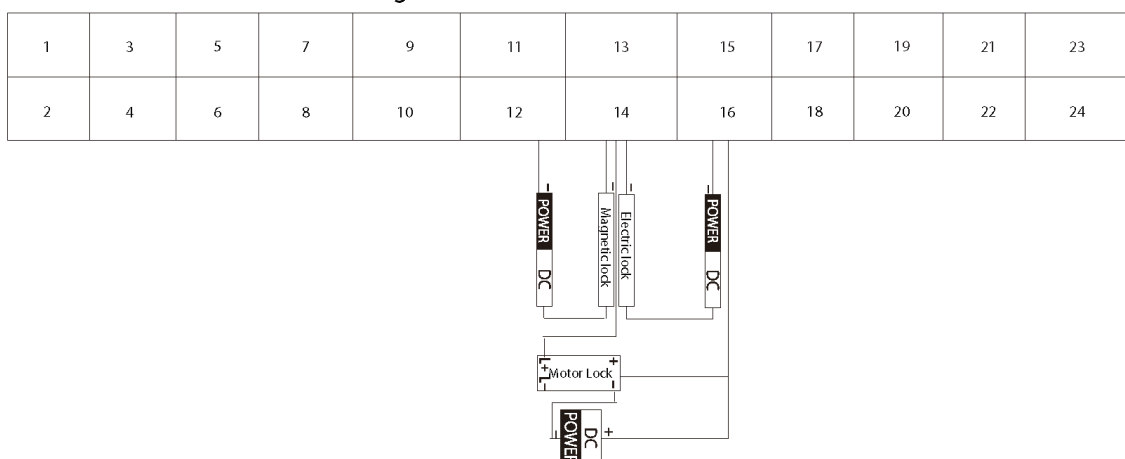 1 3 5 7 9 11 13 15 17 19 21 23
2 4 6 8 10 12 14 16 18 20 22 24
- POWER DC
- Magnetic lock
- Electric lock
- POWER DC
L+ L- Motor Lock + -
- POWER DC +